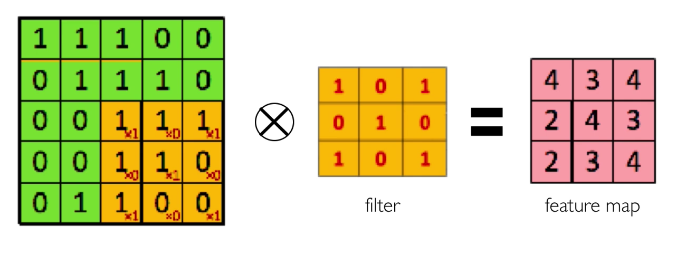 1 1 1 0 0
0 1 1 1 0
0 0 1×1 1×0 1×1
0 0 1×0 1×1 0×0
0 1 1×1 0×0 0×1
1 0 1
0 1 0
1 0 1
filter
4 3 4
2 4 3
2 3 4
feature map